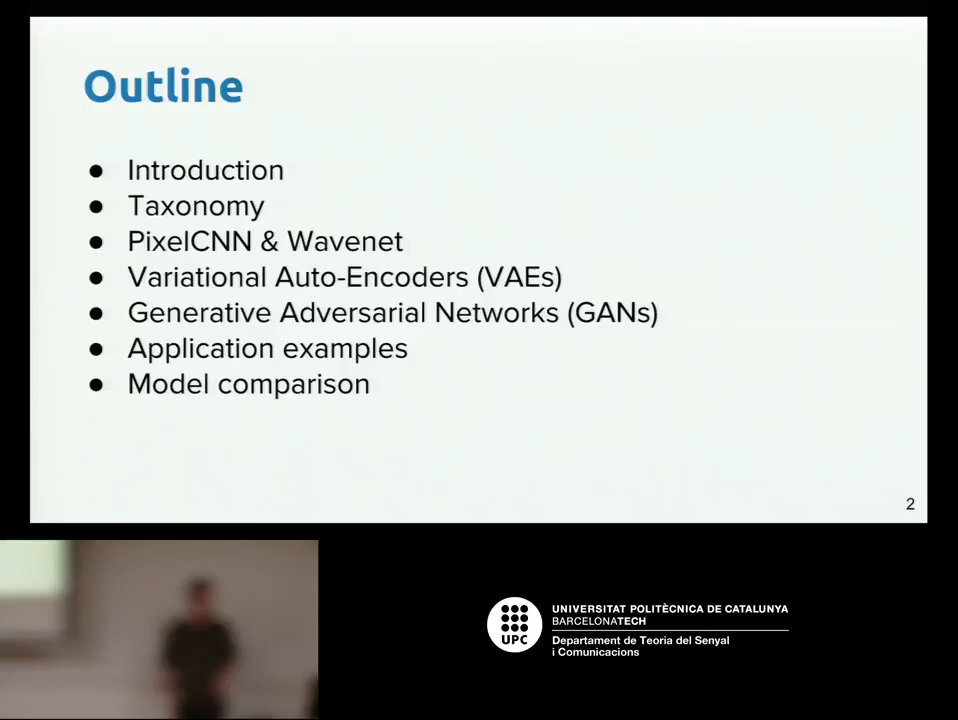 Outline
● Introduction
● Taxonomy
● PixelCNN & Wavenet
● Variational Auto-Encoders (VAEs)
● Generative Adversarial Networks (GANs)
● Application examples
● Model comparison
2
UPC
UNIVERSITAT POLITÈCNICA DE CATALUNYA
BARCELONATECH
Departament de Teoria del Senyal
i Comunicacions